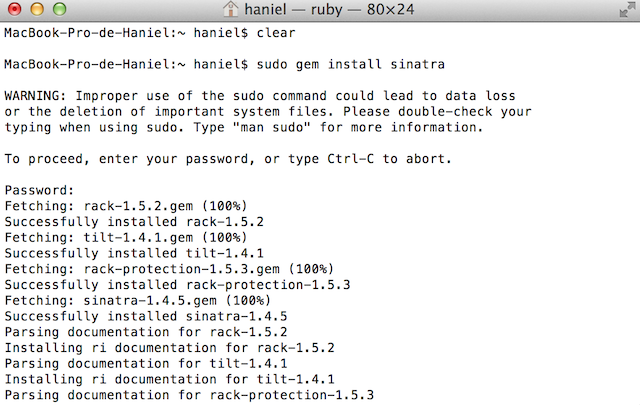 haniel — ruby — 80×24
MacBook-Pro-de-Haniel:~ haniel$ clear
MacBook-Pro-de-Haniel:~ haniel$ sudo gem install sinatra
WARNING: Improper use of the sudo command could lead to data loss
or the deletion of important system files. Please double-check your
typing when using sudo. Type "man sudo" for more information.
To proceed, enter your password, or type Ctrl-C to abort.
Password:
Fetching: rack-1.5.2.gem (100%)
Successfully installed rack-1.5.2
Fetching: tilt-1.4.1.gem (100%)
Successfully installed tilt-1.4.1
Fetching: rack-protection-1.5.3.gem (100%)
Successfully installed rack-protection-1.5.3
Fetching: sinatra-1.4.5.gem (100%)
Successfully installed sinatra-1.4.5
Parsing documentation for rack-1.5.2
Installing ri documentation for rack-1.5.2
Parsing documentation for tilt-1.4.1
Installing ri documentation for tilt-1.4.1
Parsing documentation for rack-protection-1.5.3